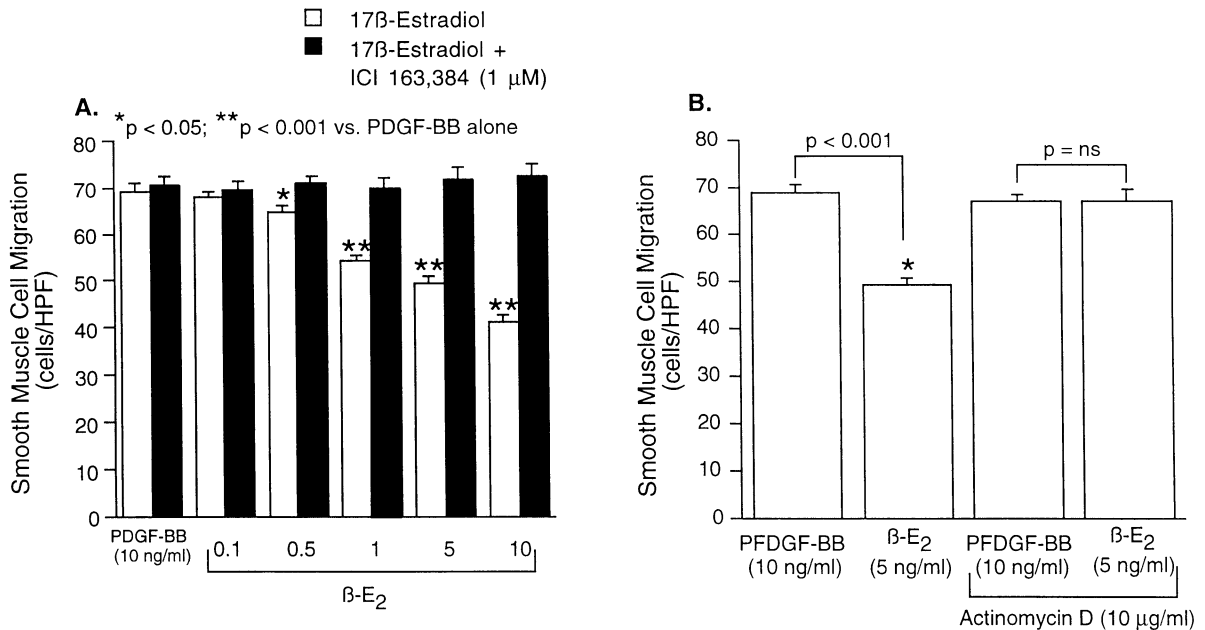 17ß-Estradiol
17ß-Estradiol +
ICI 163,384 (1 µM)
A.
*p < 0.05; **p < 0.001 vs. PDGF-BB alone
Smooth Muscle Cell Migration
(cells/HPF)
80
70
60
50
40
30
20
10
0
*
**
**
**
PDGF-BB
(10 ng/ml)
0.1
0.5
1
5
10
ß-E2
B.
Smooth Muscle Cell Migration
(cells/HPF)
80
70
60
50
40
30
20
10
0
p < 0.001
p = ns
*
PFDGF-BB
(10 ng/ml)
ß-E2
(5 ng/ml)
PFDGF-BB
(10 ng/ml)
ß-E2
(5 ng/ml)
Actinomycin D (10 µg/ml)